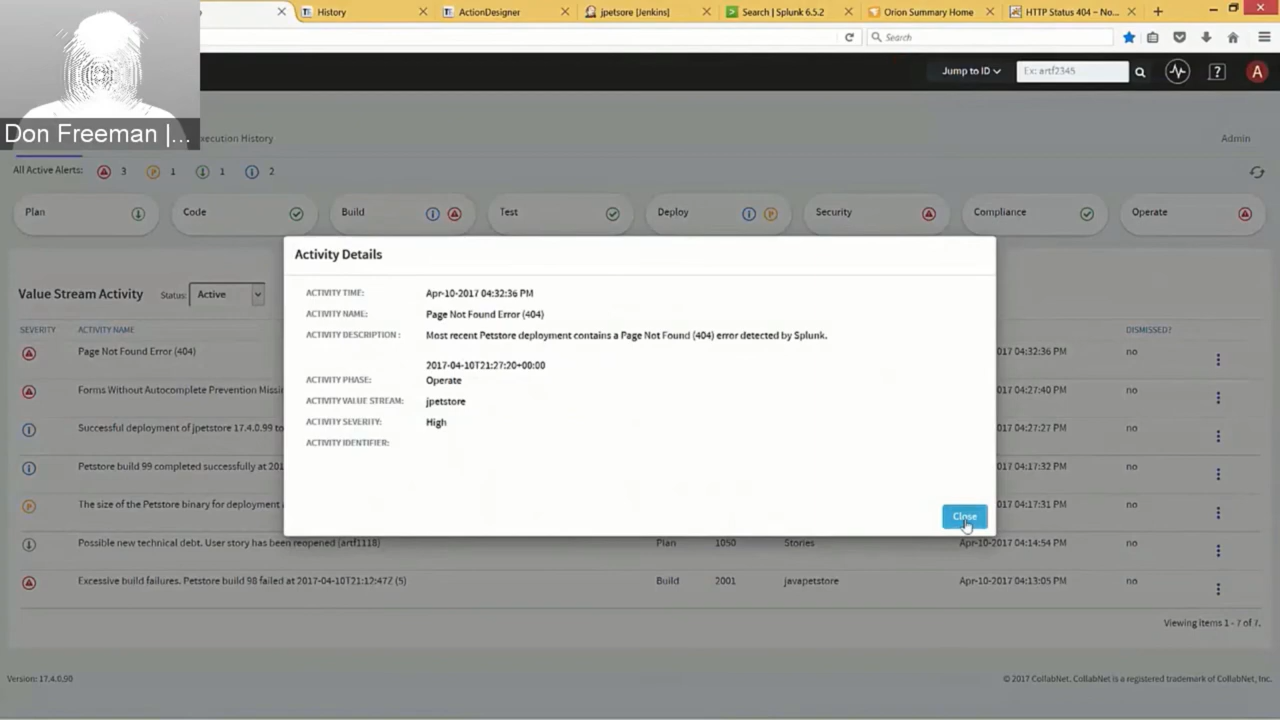 History
ActionDesigner
jpetsore [Jenkins]
Search | Splunk 6.5.2
Orion Summary Home
HTTP Status 404 – No...
Search
Jump to ID
Ex: artf2345
A
Don Freeman |...
xecution History
Admin
All Active Alerts: 3 1 1 2
Plan Code Build Test Deploy Security Compliance Operate
Activity Details
Value Stream Activity Status: Active
ACTIVITY TIME: Apr-10-2017 04:32:36 PM
ACTIVITY NAME: Page Not Found Error (404)
ACTIVITY DESCRIPTION : Most recent Petstore deployment contains a Page Not Found (404) error detected by Splunk.
2017-04-10T21:27:20+00:00
ACTIVITY PHASE: Operate
ACTIVITY VALUE STREAM: jpetstore
ACTIVITY SEVERITY: High
ACTIVITY IDENTIFIER:
Close
SEVERITY ACTIVITY NAME DISMISSED?
Page Not Found Error (404) 017 04:32:36 PM no
Forms Without Autocomplete Prevention Missi 017 04:27:40 PM no
Successful deployment of jpetstore 17.4.0.99 to 017 04:27:27 PM no
Petstore build 99 completed successfully at 201 017 04:17:32 PM no
The size of the Petstore binary for deployment 017 04:17:31 PM no
Possible new technical debt. User story has been reopened (artf1118) Plan 1050 Stories Apr-10-2017 04:14:54 PM no
Excessive build failures. Petstore build 98 failed at 2017-04-10T21:12:47Z (5) Build 2001 javapetstore Apr-10-2017 04:13:05 PM no
Viewing items 1 - 7 of 7.
Version: 17.4.0.90
© 2017 CollabNet. CollabNet is a registered trademark of CollabNet, Inc.